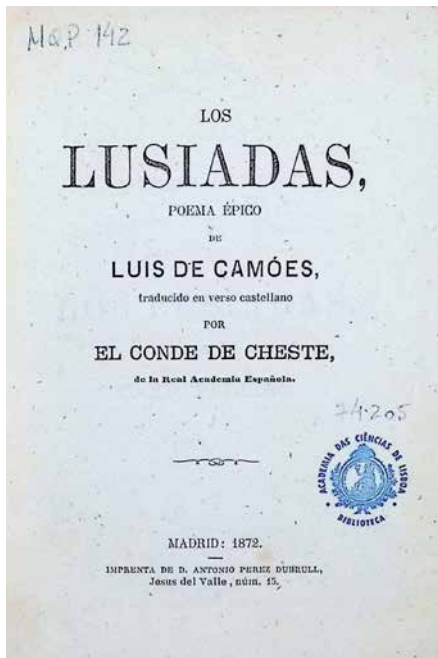 MQP 142
LOS
LUSIADAS,
POEMA ÉPICO
DE
LUIS DE CAMÓES,
traducido en verso castellano
POR
EL CONDE DE CHESTE,
de la Real Academia Española.
74.205
ACADEMIA DAS CIÊNCIAS DE LISBOA
BIBLIOTECA
MADRID: 1872.
IMPRENTA DE D. ANTONIO PEREZ DUBRULL,
Jesus del Valle, núm. 15.